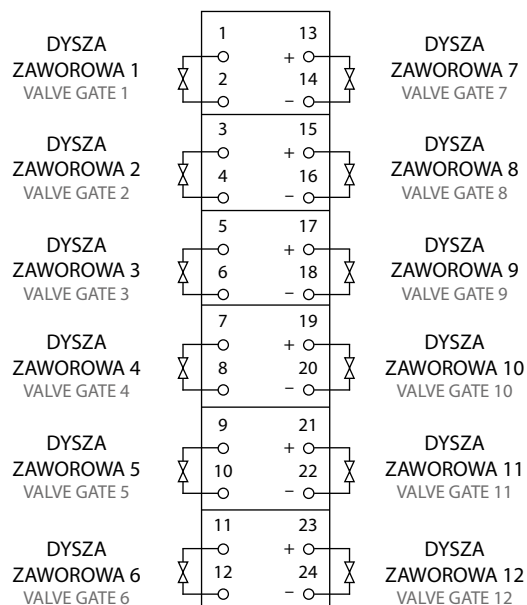 1 13
DYSZA
ZAWOROWA 1
VALVE GATE 1
+
2 14
−
DYSZA
ZAWOROWA 7
VALVE GATE 7
3 15
DYSZA
ZAWOROWA 2
VALVE GATE 2
+
4 16
−
DYSZA
ZAWOROWA 8
VALVE GATE 8
5 17
DYSZA
ZAWOROWA 3
VALVE GATE 3
+
6 18
−
DYSZA
ZAWOROWA 9
VALVE GATE 9
7 19
DYSZA
ZAWOROWA 4
VALVE GATE 4
+
8 20
−
DYSZA
ZAWOROWA 10
VALVE GATE 10
9 21
DYSZA
ZAWOROWA 5
VALVE GATE 5
+
10 22
−
DYSZA
ZAWOROWA 11
VALVE GATE 11
11 23
DYSZA
ZAWOROWA 6
VALVE GATE 6
+
12 24
−
DYSZA
ZAWOROWA 12
VALVE GATE 12